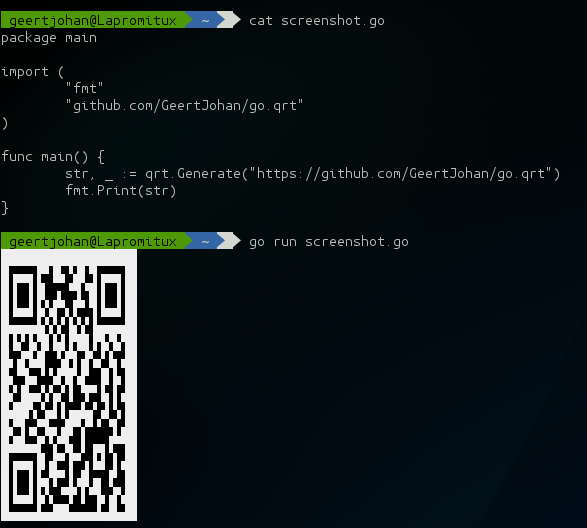 geertjohan@Lapromitux ~ cat screenshot.go
package main
import (
"fmt"
"github.com/GeertJohan/go.qrt"
)
func main() {
str, _ := qrt.Generate("https://github.com/GeertJohan/go.qrt")
fmt.Print(str)
}
geertjohan@Lapromitux ~ go run screenshot.go